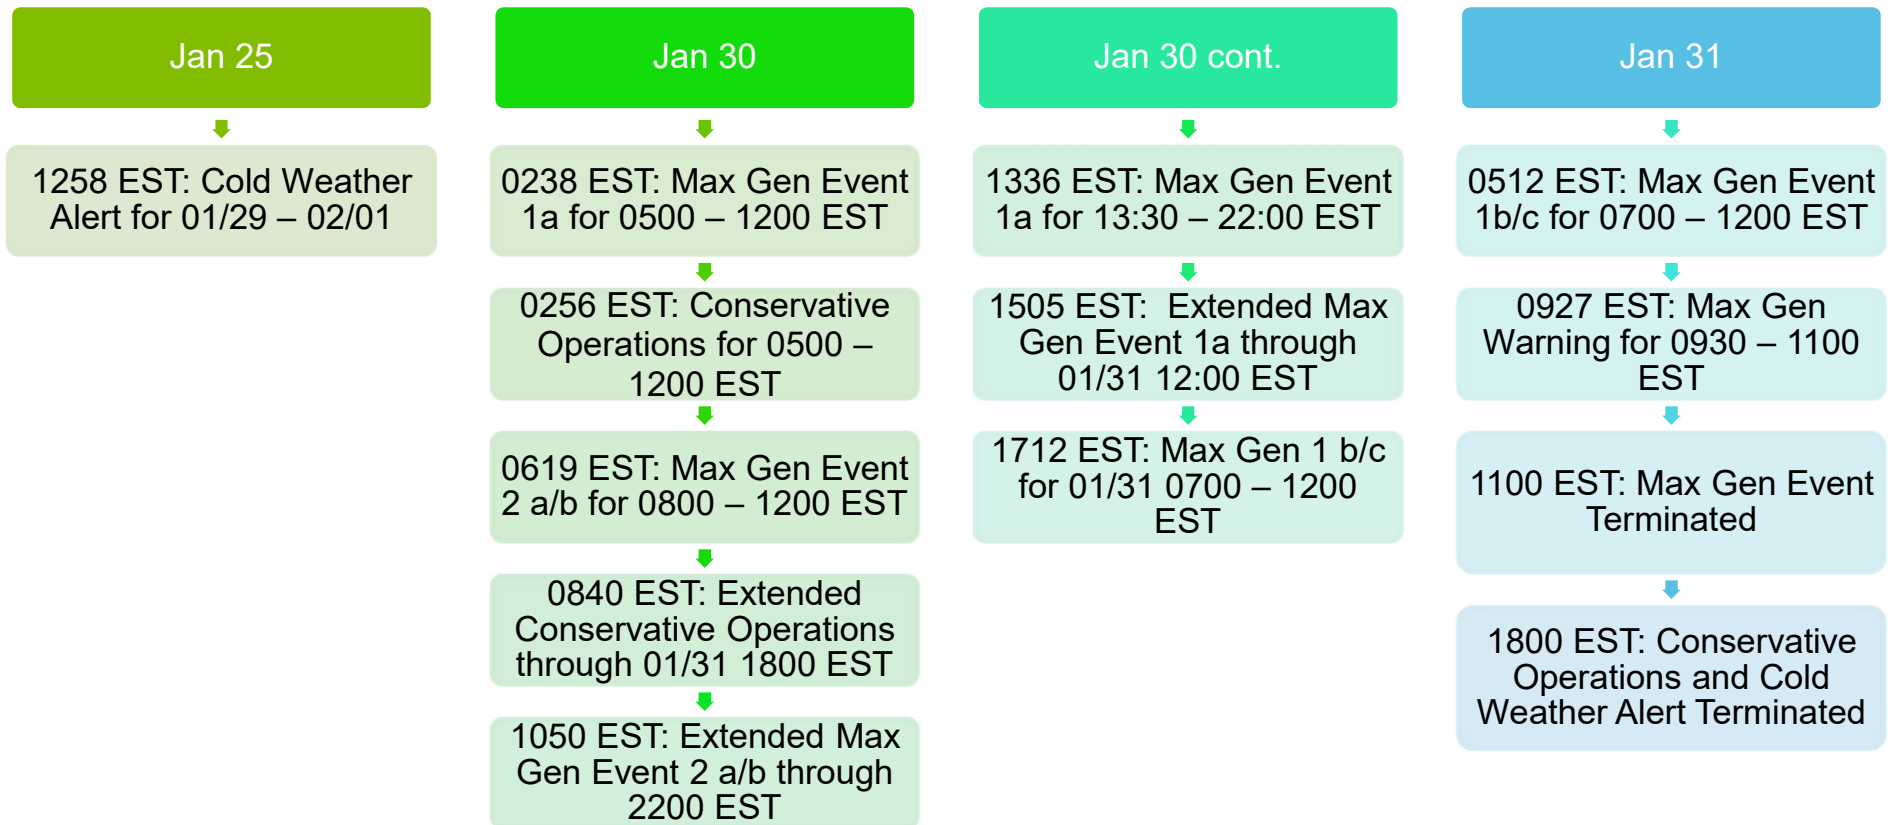 Jan 25
1258 EST: Cold Weather
Alert for 01/29 – 02/01
Jan 30
0238 EST: Max Gen Event
1a for 0500 – 1200 EST
0256 EST: Conservative
Operations for 0500 –
1200 EST
0619 EST: Max Gen Event
2 a/b for 0800 – 1200 EST
0840 EST: Extended
Conservative Operations
through 01/31 1800 EST
1050 EST: Extended Max
Gen Event 2 a/b through
2200 EST
Jan 30 cont.
1336 EST: Max Gen Event
1a for 13:30 – 22:00 EST
1505 EST:  Extended Max
Gen Event 1a through
01/31 12:00 EST
1712 EST: Max Gen 1 b/c
for 01/31 0700 – 1200
EST
Jan 31
0512 EST: Max Gen Event
1b/c for 0700 – 1200 EST
0927 EST: Max Gen
Warning for 0930 – 1100
EST
1100 EST: Max Gen Event
Terminated
1800 EST: Conservative
Operations and Cold
Weather Alert Terminated